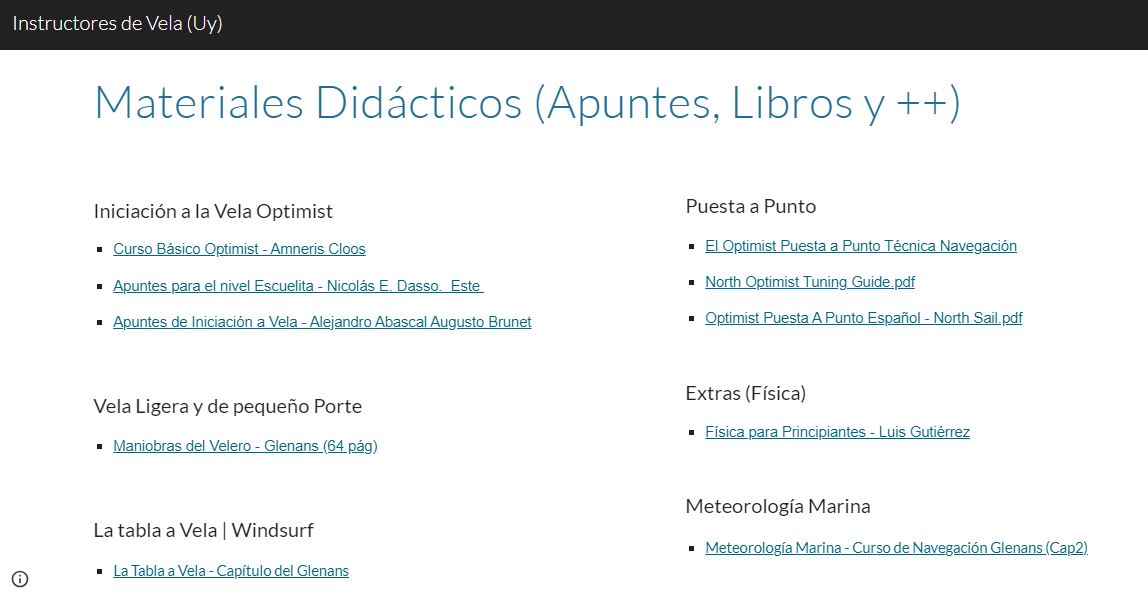 Instructores de Vela (Uy)
Materiales Didácticos (Apuntes, Libros y ++)
Iniciación a la Vela Optimist
Curso Básico Optimist - Amneris Cloos
Apuntes para el nivel Escuelita - Nicolás E. Dasso.  Este
Apuntes de Iniciación a Vela - Alejandro Abascal Augusto Brunet
Vela Ligera y de pequeño Porte
Maniobras del Velero - Glenans (64 pág)
La tabla a Vela | Windsurf
La Tabla a Vela - Capítulo del Glenans
Puesta a Punto
El Optimist Puesta a Punto Técnica Navegación
North Optimist Tuning Guide.pdf
Optimist Puesta A Punto Español - North Sail.pdf
Extras (Física)
Física para Principiantes - Luis Gutiérrez
Meteorología Marina
Meteorología Marina - Curso de Navegación Glenans (Cap2)